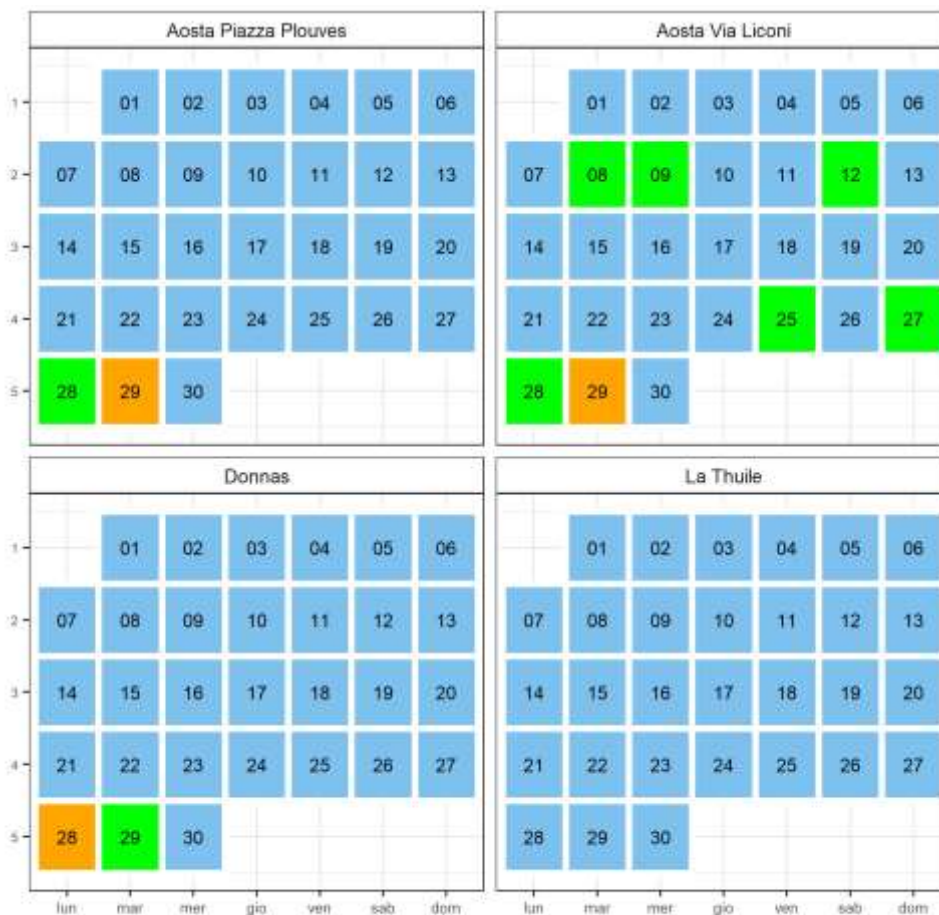 Aosta Piazza Plouves
1 01 02 03 04 05 06
2 07 08 09 10 11 12 13
3 14 15 16 17 18 19 20
4 21 22 23 24 25 26 27
5 28 29 30
Aosta Via Liconi
01 02 03 04 05 06
07 08 09 10 11 12 13
14 15 16 17 18 19 20
21 22 23 24 25 26 27
28 29 30
Donnas
1 01 02 03 04 05 06
2 07 08 09 10 11 12 13
3 14 15 16 17 18 19 20
4 21 22 23 24 25 26 27
5 28 29 30
lun mar mer gio ven sab dom
La Thuile
01 02 03 04 05 06
07 08 09 10 11 12 13
14 15 16 17 18 19 20
21 22 23 24 25 26 27
28 29 30
lun mar mer gio ven sab dom